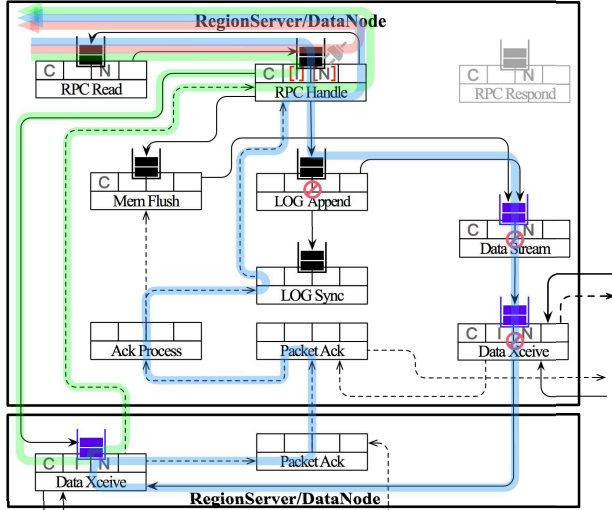 RegionServer/DataNode
C N
RPC Read
C [I] [N]
RPC Handle
RPC Respond
C
Mem Flush
LOG Append
C N
Data Stream
LOG Sync
Ack Process
Packet Ack
C I N
Data Xceive
C I N
Data Xceive
Packet Ack
RegionServer/DataNode